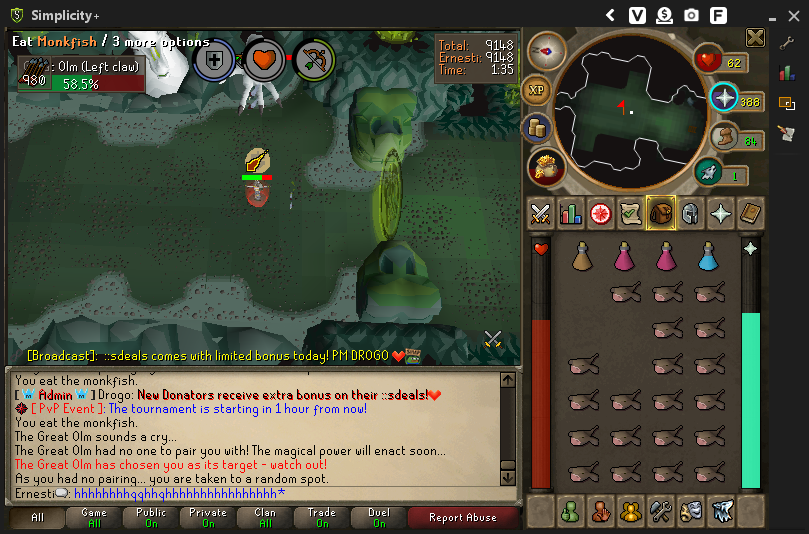 Simplicity+
V
F
Eat Monkfish / 3 more options
: Olm (Left claw)
980
58.5%
Total: 9148
Ernesti: 9148
Time: 1:35
62
XP
388
64
1
[Broadcast]: ::sdeals comes with limited bonus today! PM DROGO
You eat the monkfish.
[ Admin ] Drogo: New Donators receive extra bonus on their ::sdeals!
[ PvP Event ]: The tournament is starting in 1 hour from now!
You eat the monkfish.
The Great Olm sounds a cry...
The Great Olm had no one to pair you with! The magical power will enact soon...
The Great Olm has chosen you as its target - watch out!
As you had no pairing... you are taken to a random spot.
All
Game All
Public On
Private On
Clan All
Trade On
Duel On
Report Abuse